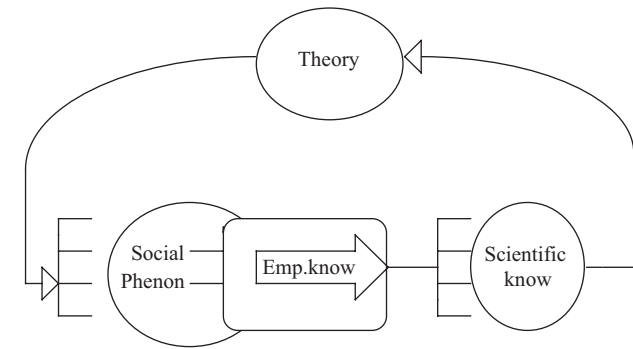 Theory
Social
Phenon
Emp.know
Scientific
know